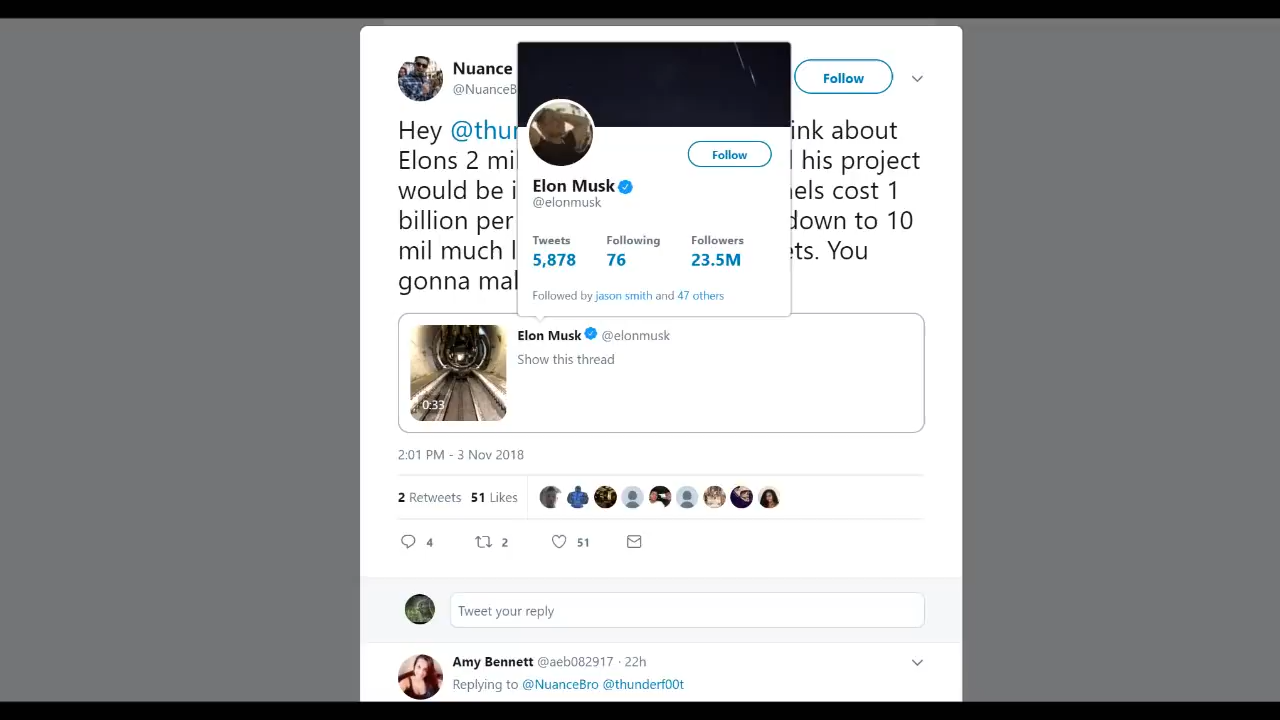 Nuance
@NuanceB
Follow
Hey @thun
ink about
Elons 2 mi
l his project
would be i
nels cost 1
billion per
down to 10
mil much l
ets. You
gonna mal
Follow
Elon Musk
@elonmusk
Tweets Following Followers
5,878 76 23.5M
Followed by jason smith and 47 others
Elon Musk @elonmusk
Show this thread
0:33
2:01 PM - 3 Nov 2018
2 Retweets 51 Likes
4 2 51
Tweet your reply
Amy Bennett @aeb082917 · 22h
Replying to @NuanceBro @thunderf00t